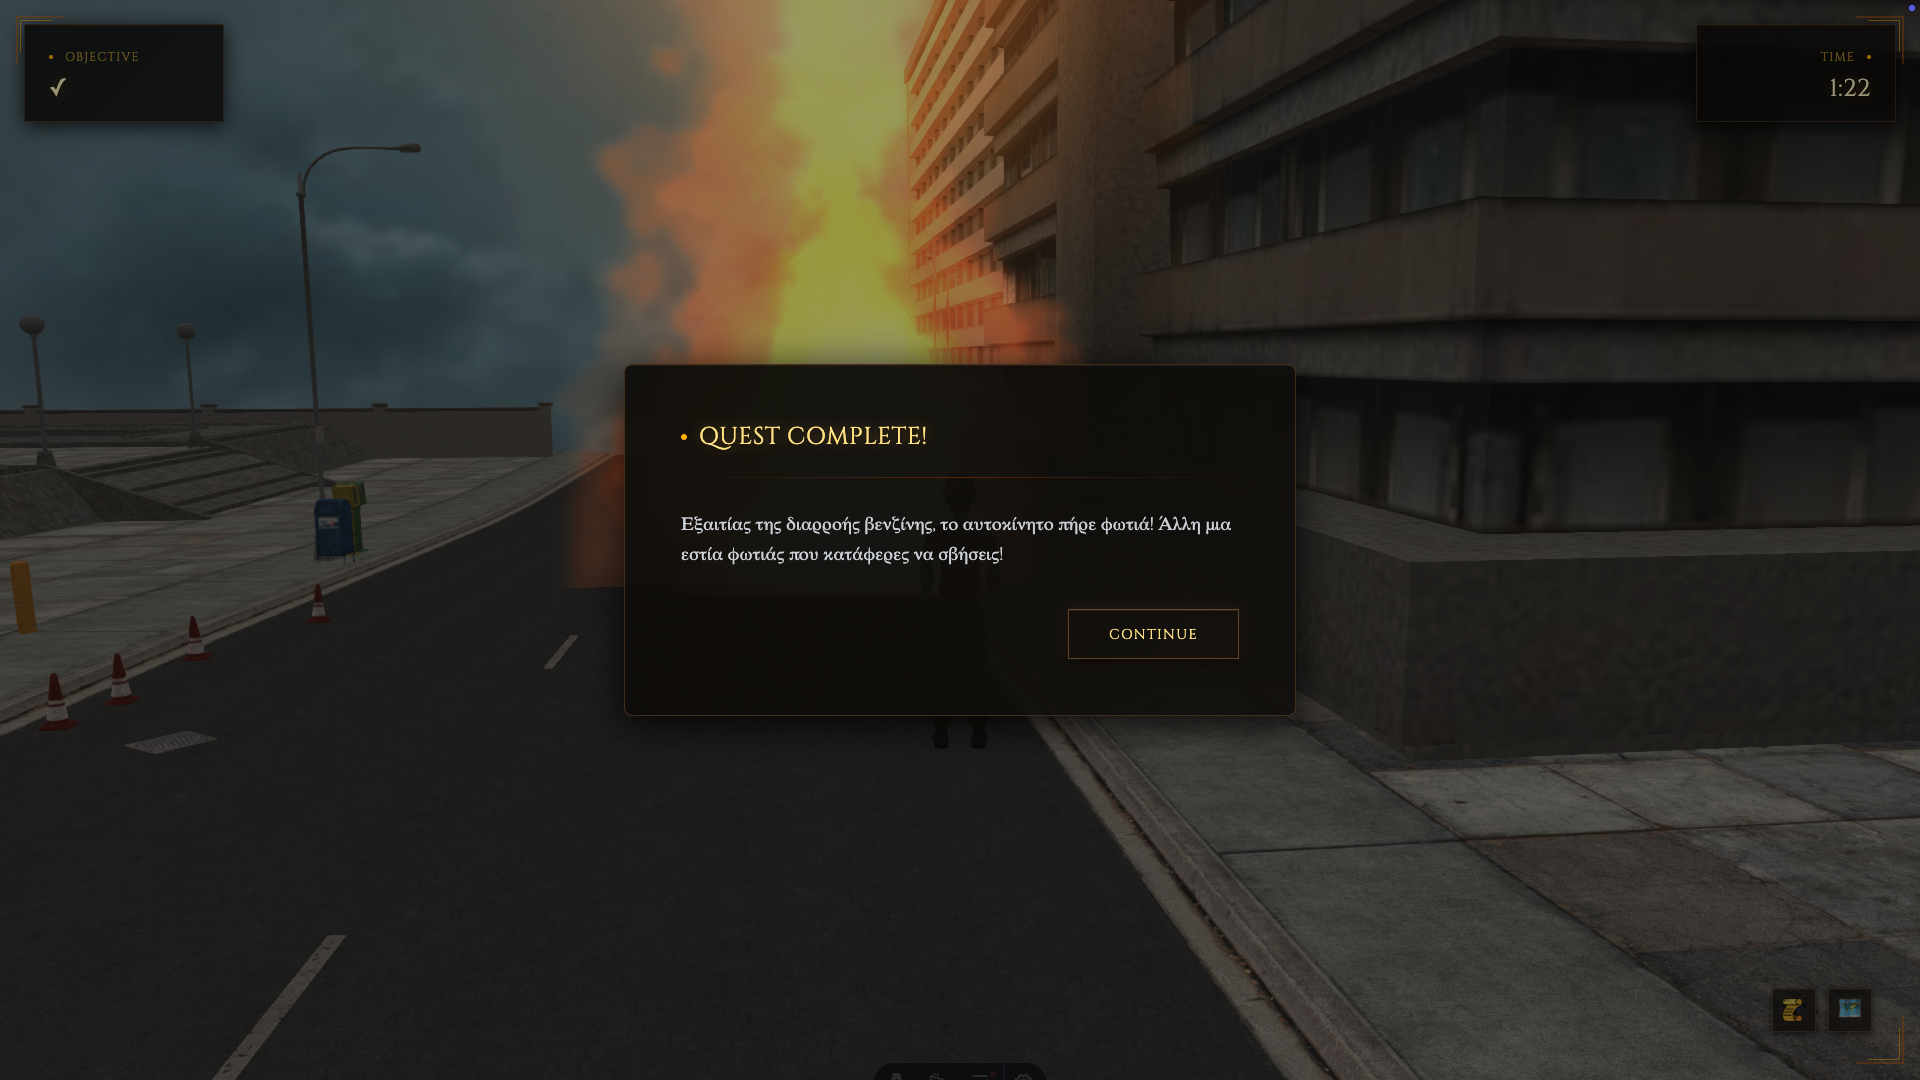 OBJECTIVE
✓
TIME
1:22
QUEST COMPLETE!
Εξαιτίας της διαρροής βενζίνης, το αυτοκίνητο πήρε φωτιά! Άλλη μια
εστία φωτιάς που κατάφερες να σβήσεις!
CONTINUE